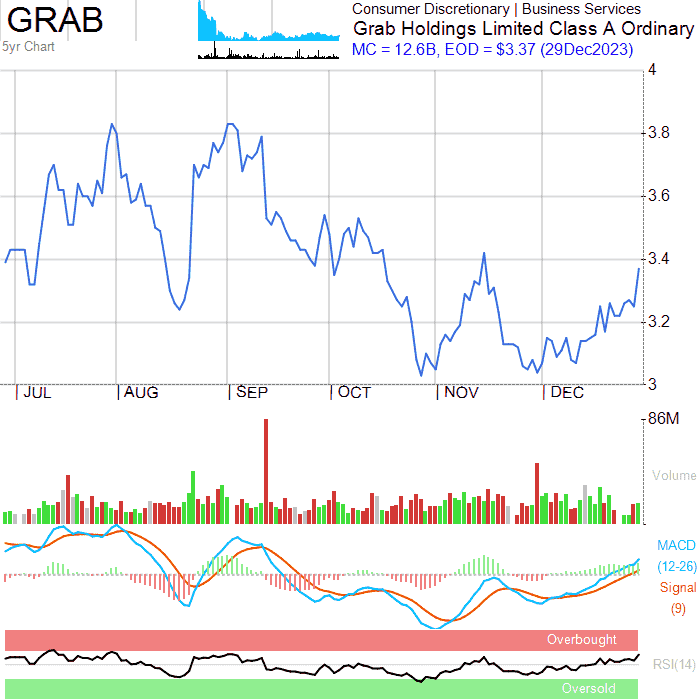 GRAB
5yr Chart
Consumer Discretionary | Business Services
Grab Holdings Limited Class A Ordinary
MC = 12.6B, EOD = $3.37 (29Dec2023)
4
3.8
3.6
3.4
3.2
3
JUL AUG SEP OCT NOV DEC
86M
Volume
MACD
(12-26)
Signal
(9)
Overbought
RSI(14)
Oversold